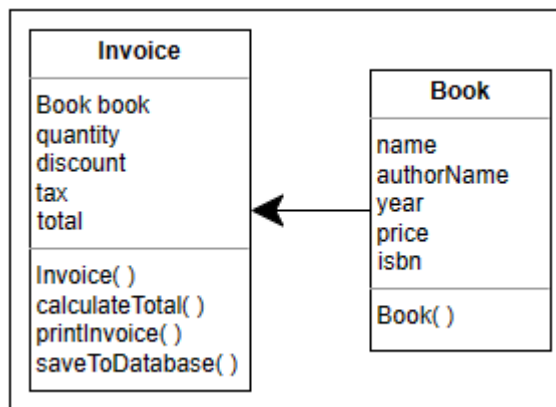 Invoice
Book book
quantity
discount
tax
total
Invoice( )
calculateTotal( )
printInvoice( )
saveToDatabase( )
Book
name
authorName
year
price
isbn
Book( )